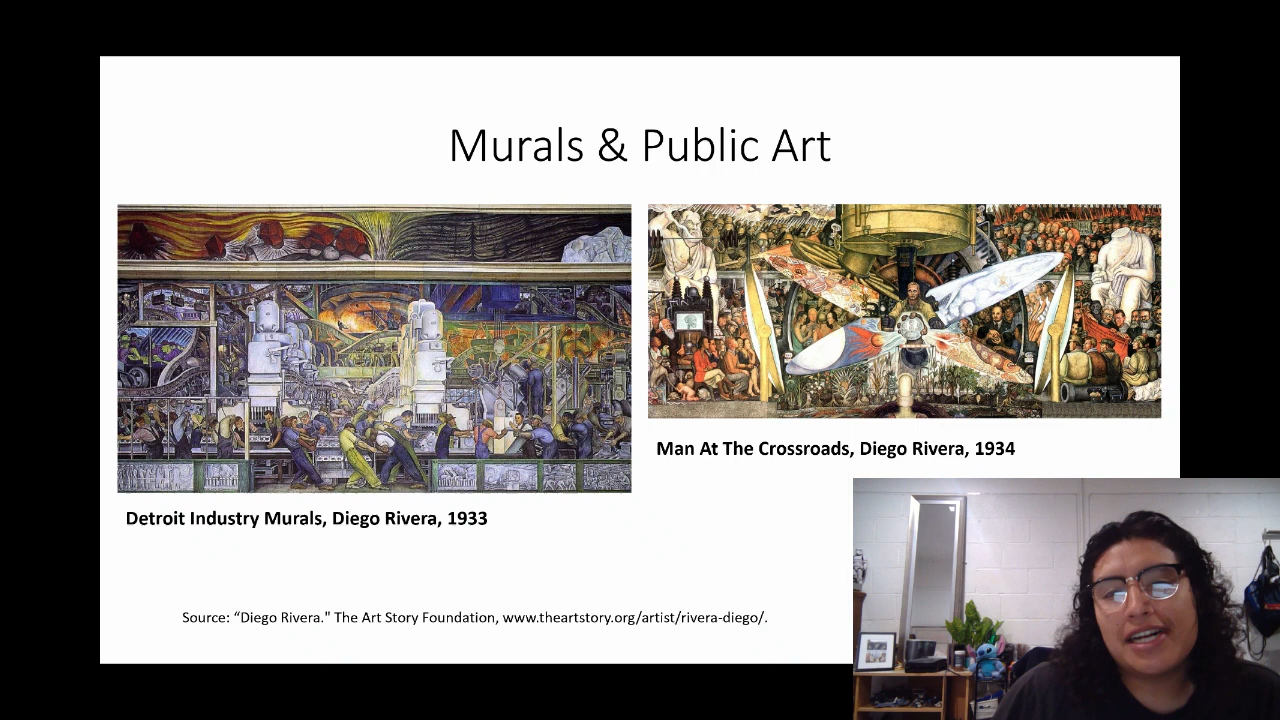 Murals & Public Art
Man At The Crossroads, Diego Rivera, 1934
Detroit Industry Murals, Diego Rivera, 1933
Source: “Diego Rivera." The Art Story Foundation, www.theartstory.org/artist/rivera-diego/.